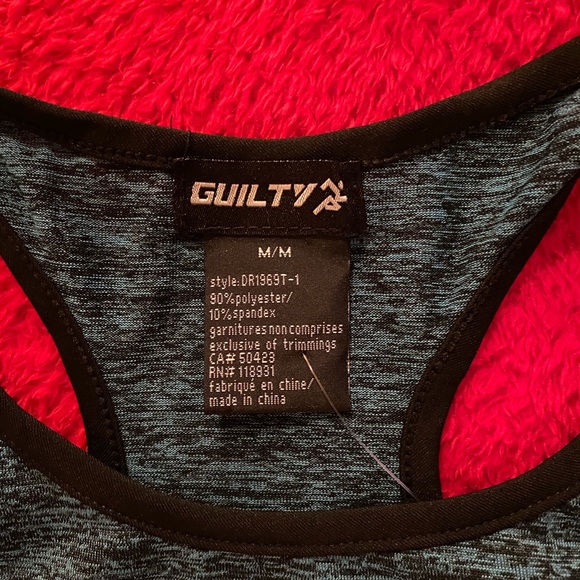 GUILTY
M/M
style:DR1969T-1
90%polyester/
10%spandex
garnitures non comprises
exclusive of trimmings
CA# 50423
RN# 118931
fabriqué en chine/
made in china